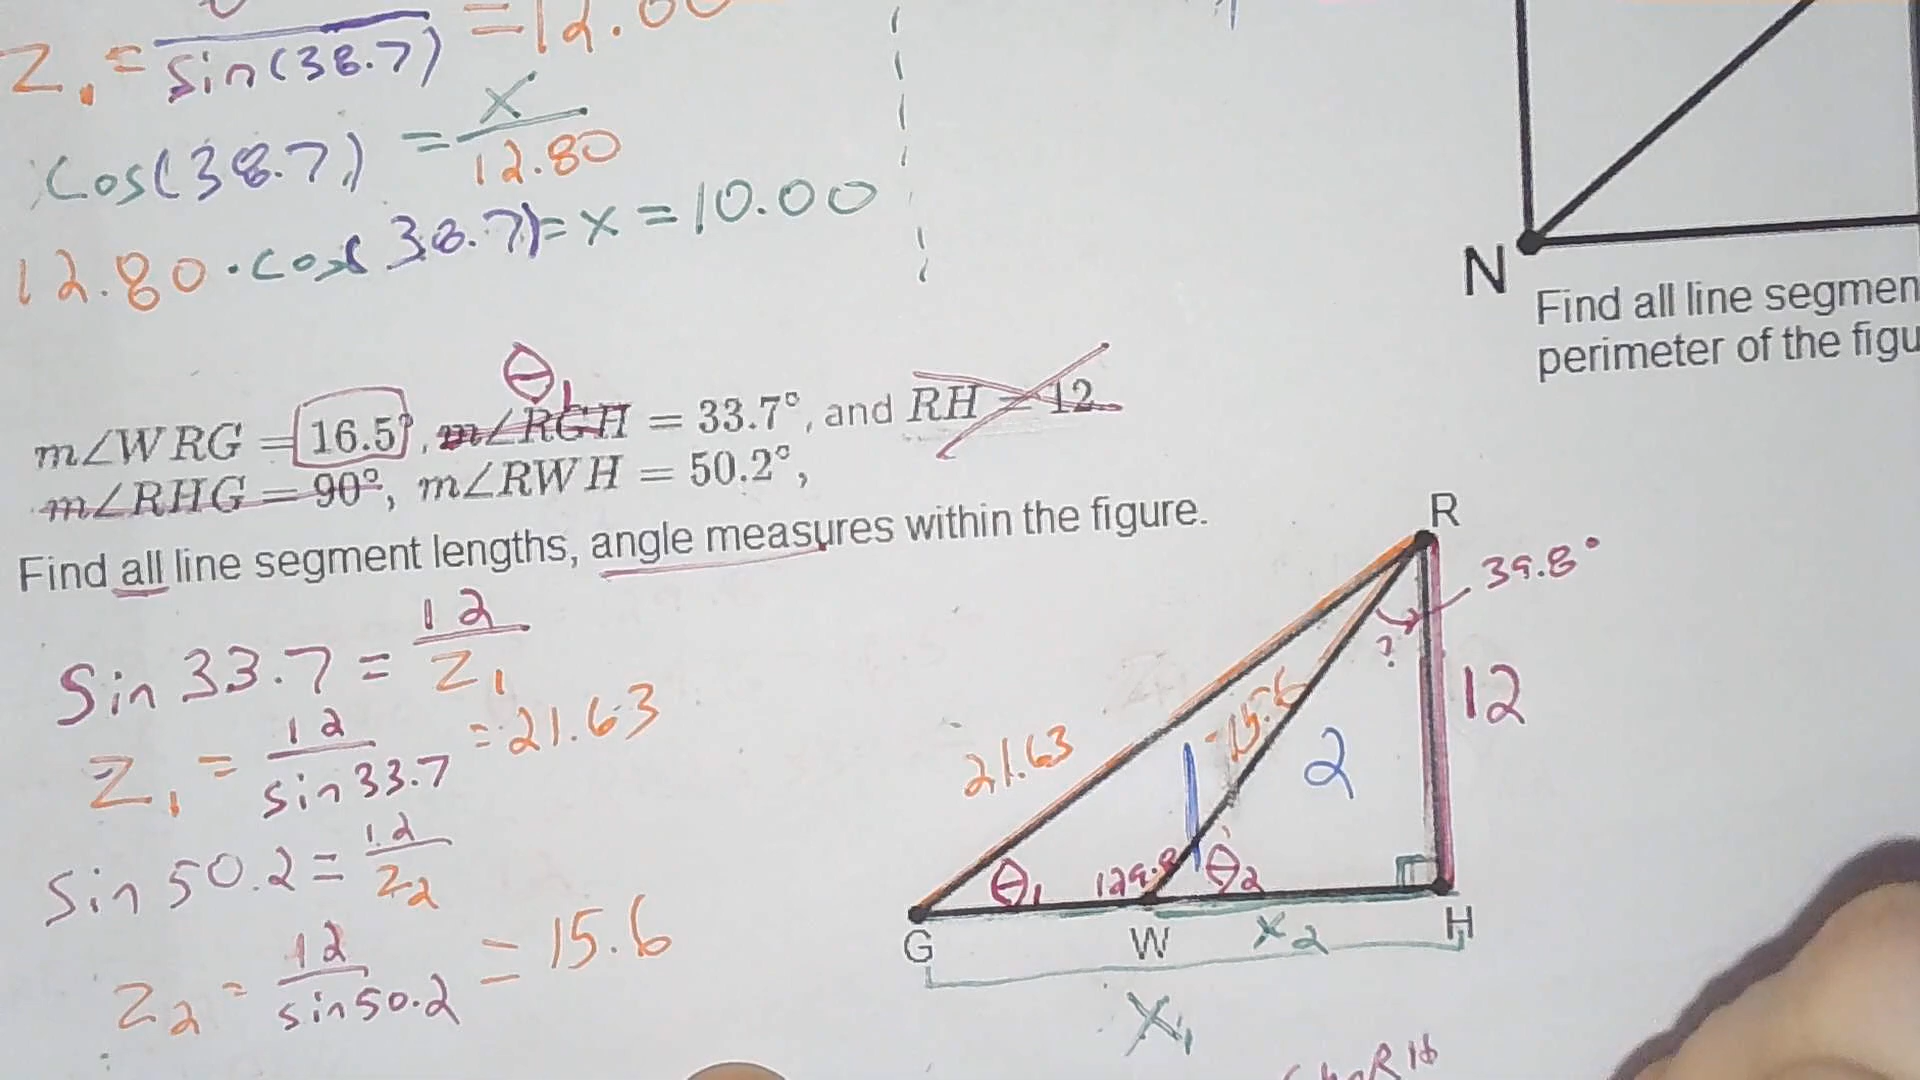 Z₁ = / sin(38.7) = 12.80
cos(38.7) = x / 12.80
12.80 · cos(38.7) = x = 10.00
N
Find all line segmen
perimeter of the figu
θ₁
m∠WRG = 16.5°, m∠RGH = 33.7°, and RH = 12
m∠RHG = 90°, m∠RWH = 50.2°,
Find all line segment lengths, angle measures within the figure.
sin 33.7 = 12 / Z₁
Z₁ = 12 / sin 33.7 = 21.63
sin 50.2 = 12 / Z₂
Z₂ = 12 / sin 50.2 = 15.6
R
39.8°
?
12
15.6
21.63
1
2
θ₁ 129.8 θ₂
G W x₂ H
X₁